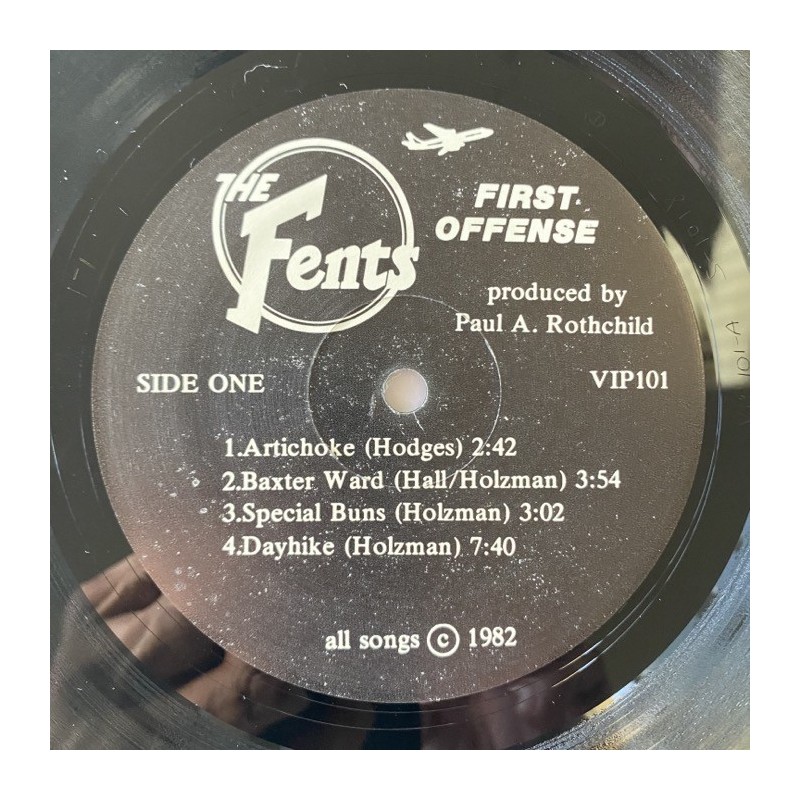 THE
Fents
FIRST
OFFENSE
produced by
Paul A. Rothchild
SIDE ONE
VIP101
1.Artichoke (Hodges) 2:42
2.Baxter Ward (Hall/Holzman) 3:54
3.Special Buns (Holzman) 3:02
4.Dayhike (Holzman) 7:40
all songs © 1982
101-A